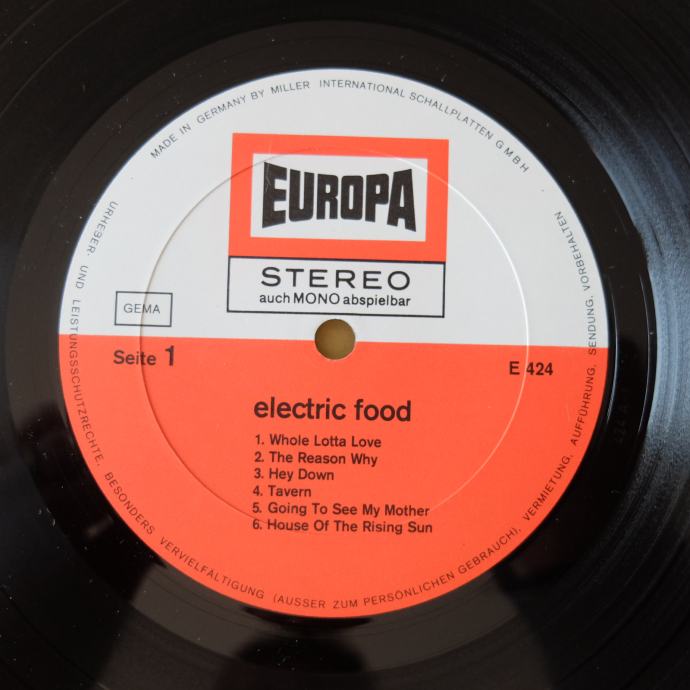 MADE IN GERMANY BY MILLER INTERNATIONAL SCHALLPLATTEN GMBH
EUROPA
STEREO
auch MONO abspielbar
GEMA
Seite 1
E 424
electric food
1. Whole Lotta Love
2. The Reason Why
3. Hey Down
4. Tavern
5. Going To See My Mother
6. House Of The Rising Sun
URHEBER- UND LEISTUNGSSCHUTZRECHTE, BESONDERS VERVIELFÄLTIGUNG (AUSSER ZUM PERSÖNLICHEN GEBRAUCH), VERMIETUNG, AUFFÜHRUNG, SENDUNG, VORBEHALTEN